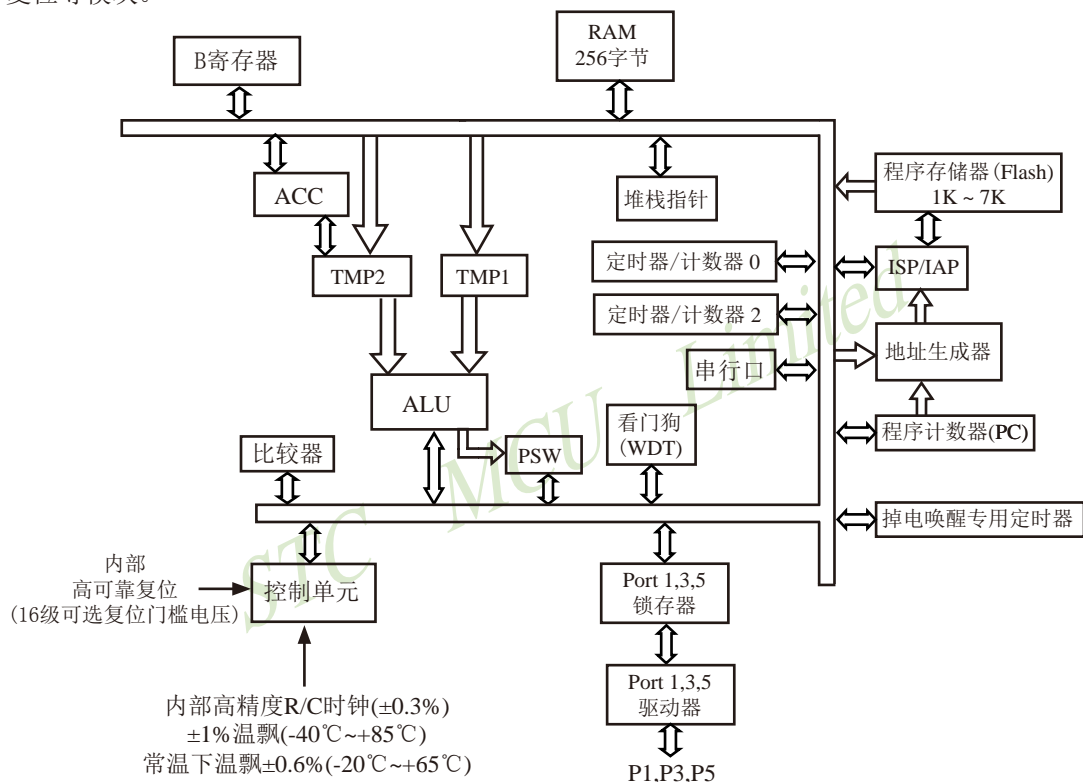 复位等模块。
B寄存器
RAM
256字节
ACC
堆栈指针
程序存储器(Flash)
1K ~ 7K
TMP2
TMP1
定时器/计数器 0
ISP/IAP
定时器/计数器 2
地址生成器
串行口
ALU
看门狗
(WDT)
程序计数器(PC)
比较器
PSW
掉电唤醒专用定时器
内部
高可靠复位
(16级可选复位门槛电压)
控制单元
Port 1,3,5
锁存器
内部高精度R/C时钟(±0.3%)
±1%温飘(-40℃~+85℃)
常温下温飘±0.6%(-20℃~+65℃)
Port 1,3,5
驱动器
P1,P3,P5
STC MCU Limited